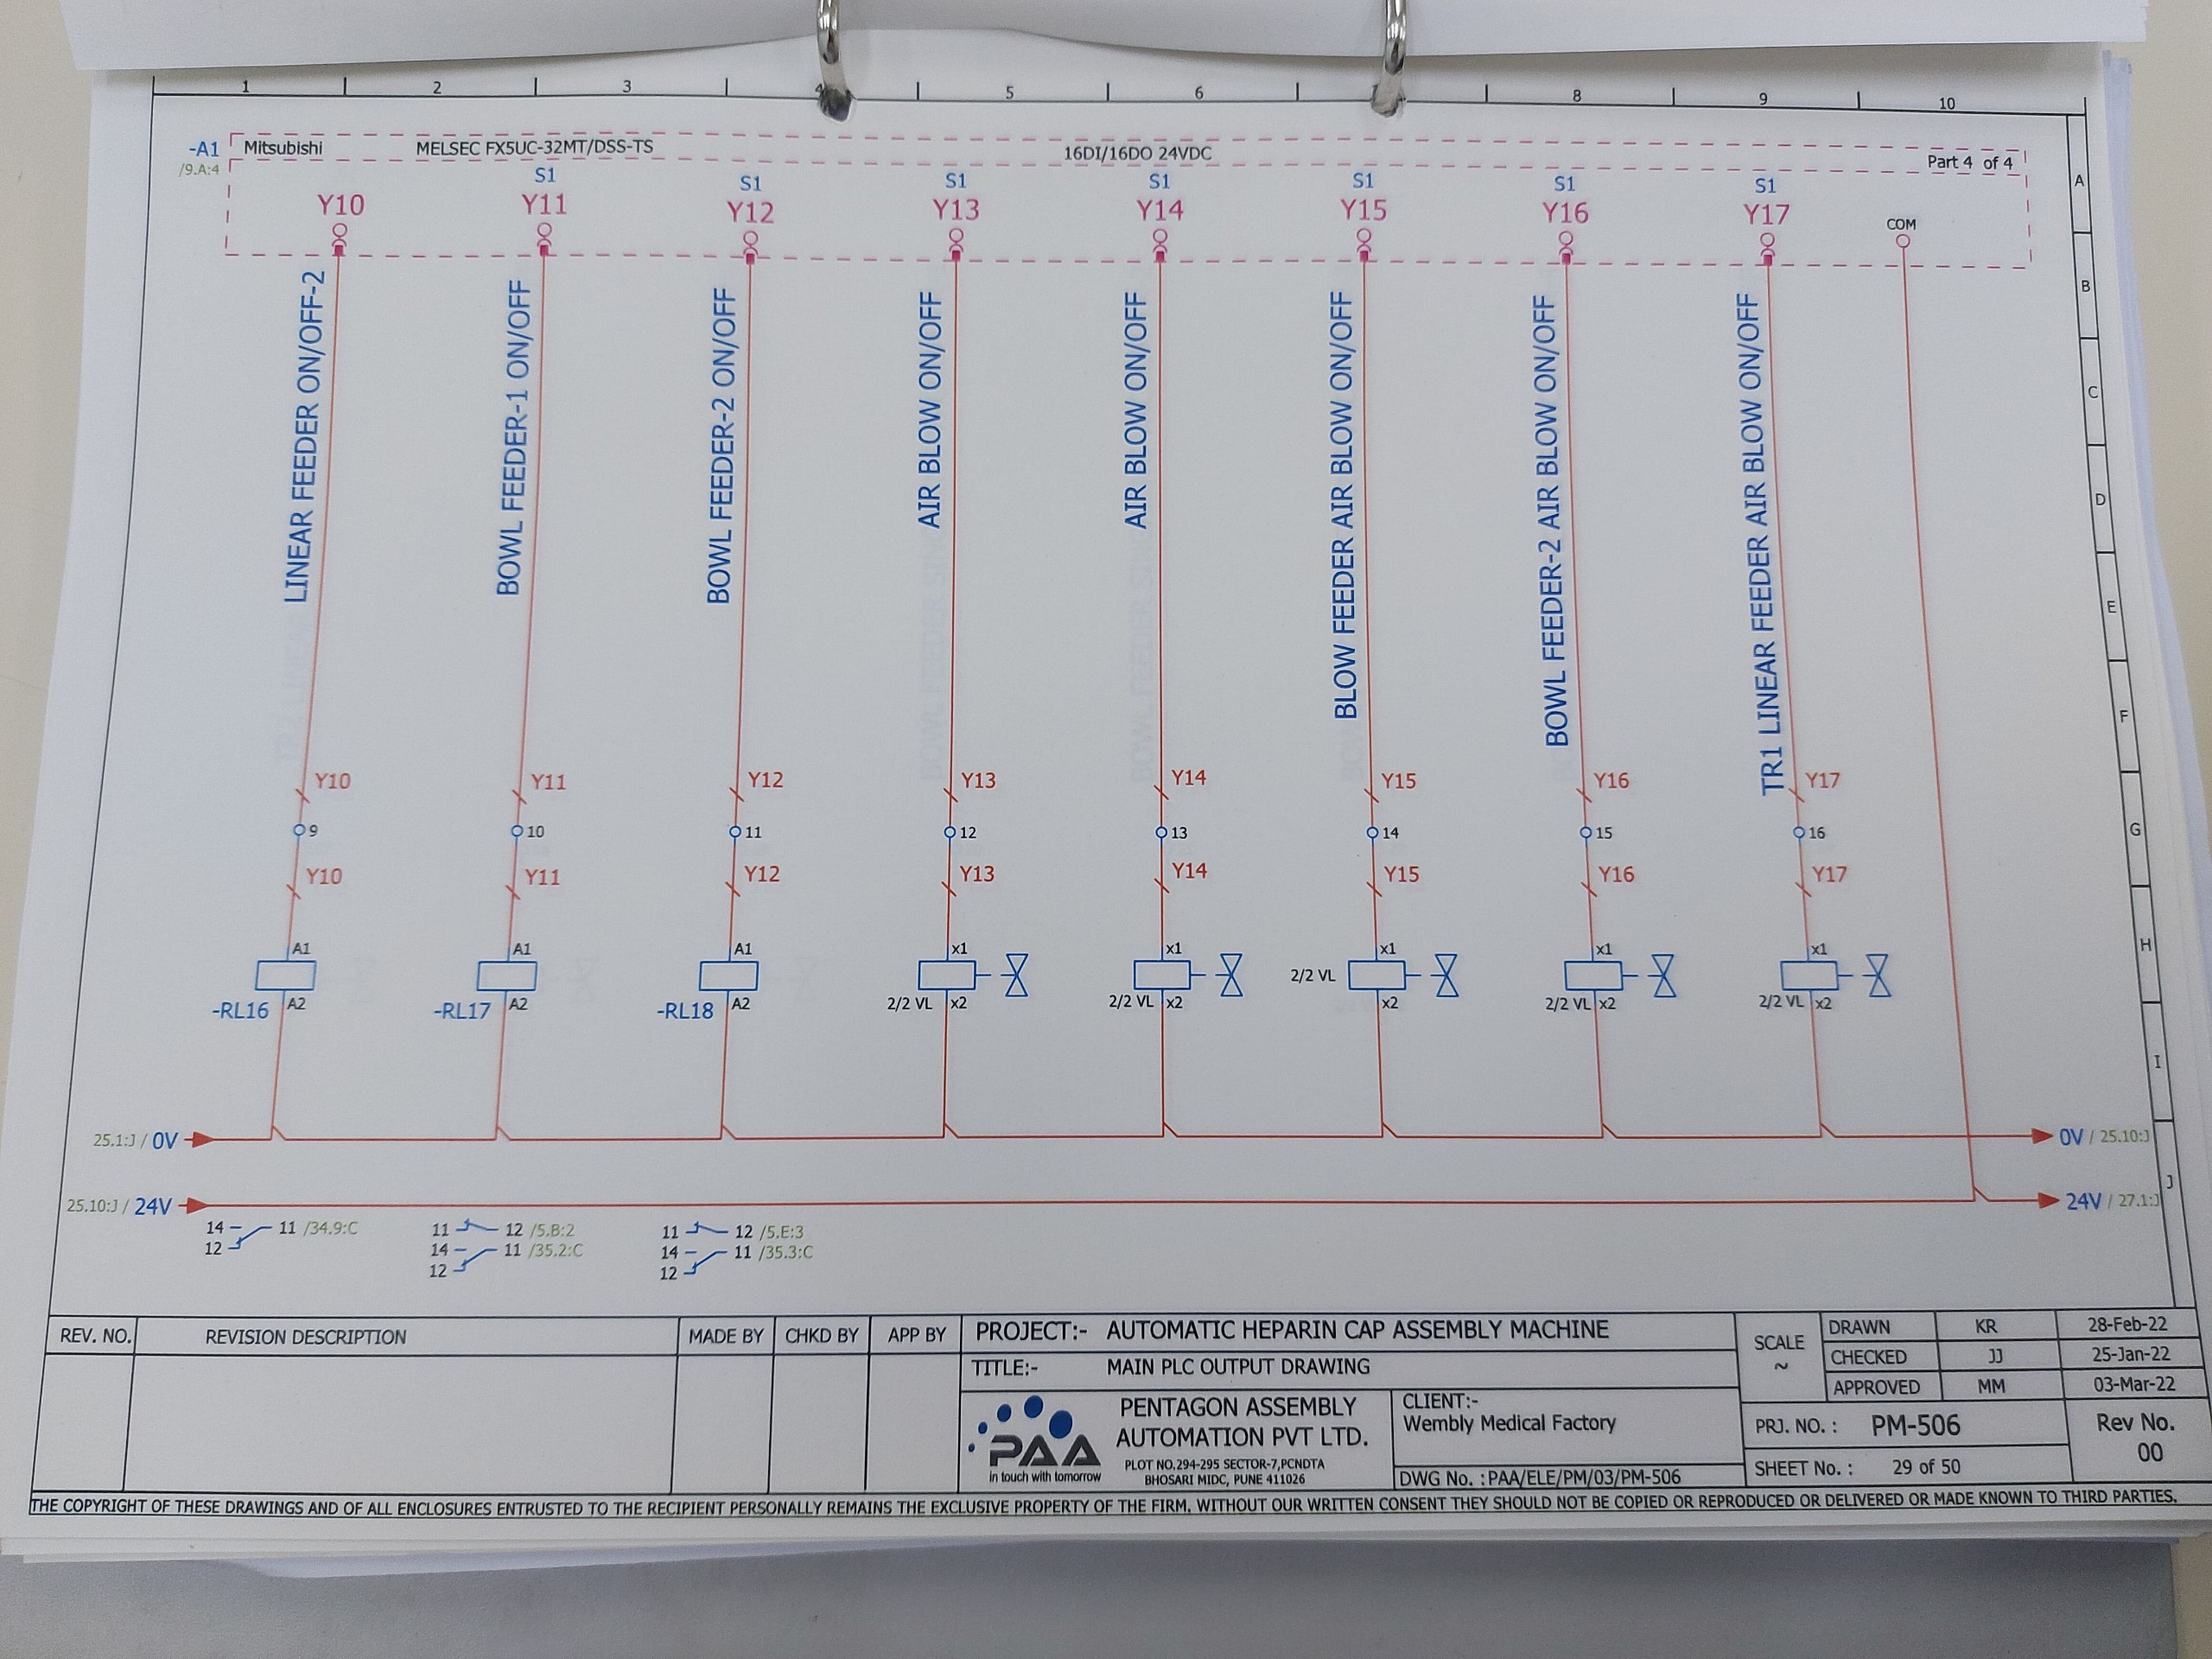 1 2 3 4 5 6 8 9 10
-A1 Mitsubishi MELSEC FX5UC-32MT/DSS-TS 16DI/16DO 24VDC Part 4 of 4
/9.A:4
S1 S1 S1 S1 S1 S1 S1
Y10 Y11 Y12 Y13 Y14 Y15 Y16 Y17 COM
LINEAR FEEDER ON/OFF-2
BOWL FEEDER-1 ON/OFF
BOWL FEEDER-2 ON/OFF
AIR BLOW ON/OFF
AIR BLOW ON/OFF
BLOW FEEDER AIR BLOW ON/OFF
BOWL FEEDER-2 AIR BLOW ON/OFF
TR1 LINEAR FEEDER AIR BLOW ON/OFF
A
B
C
D
E
F
G
H
I
J
Y10 Y11 Y12 Y13 Y14 Y15 Y16 Y17
9 10 11 12 13 14 15 16
Y10 Y11 Y12 Y13 Y14 Y15 Y16 Y17
A1 A1 A1 x1 x1 x1 x1 x1
2/2 VL
-RL16 A2 -RL17 A2 -RL18 A2 2/2 VL x2 2/2 VL x2 x2 2/2 VL x2 2/2 VL x2
25.1:J / 0V 0V / 25.10:J
25.10:J / 24V 24V / 27.1:J
14 11 /34.9:C
12
11 12 /5.B:2
14 11 /35.2:C
12
11 12 /5.E:3
14 11 /35.3:C
12
REV. NO. REVISION DESCRIPTION MADE BY CHKD BY APP BY
PROJECT:- AUTOMATIC HEPARIN CAP ASSEMBLY MACHINE
TITLE:- MAIN PLC OUTPUT DRAWING
PAA
in touch with tomorrow
PENTAGON ASSEMBLY
AUTOMATION PVT LTD.
PLOT NO.294-295 SECTOR-7,PCNDTA
BHOSARI MIDC, PUNE 411026
CLIENT:-
Wembly Medical Factory
DWG No. :PAA/ELE/PM/03/PM-506
SCALE
~
DRAWN KR 28-Feb-22
CHECKED JJ 25-Jan-22
APPROVED MM 03-Mar-22
PRJ. NO. : PM-506
SHEET No. : 29 of 50
Rev No.
00
THE COPYRIGHT OF THESE DRAWINGS AND OF ALL ENCLOSURES ENTRUSTED TO THE RECIPIENT PERSONALLY REMAINS THE EXCLUSIVE PROPERTY OF THE FIRM. WITHOUT OUR WRITTEN CONSENT THEY SHOULD NOT BE COPIED OR REPRODUCED OR DELIVERED OR MADE KNOWN TO THIRD PARTIES.